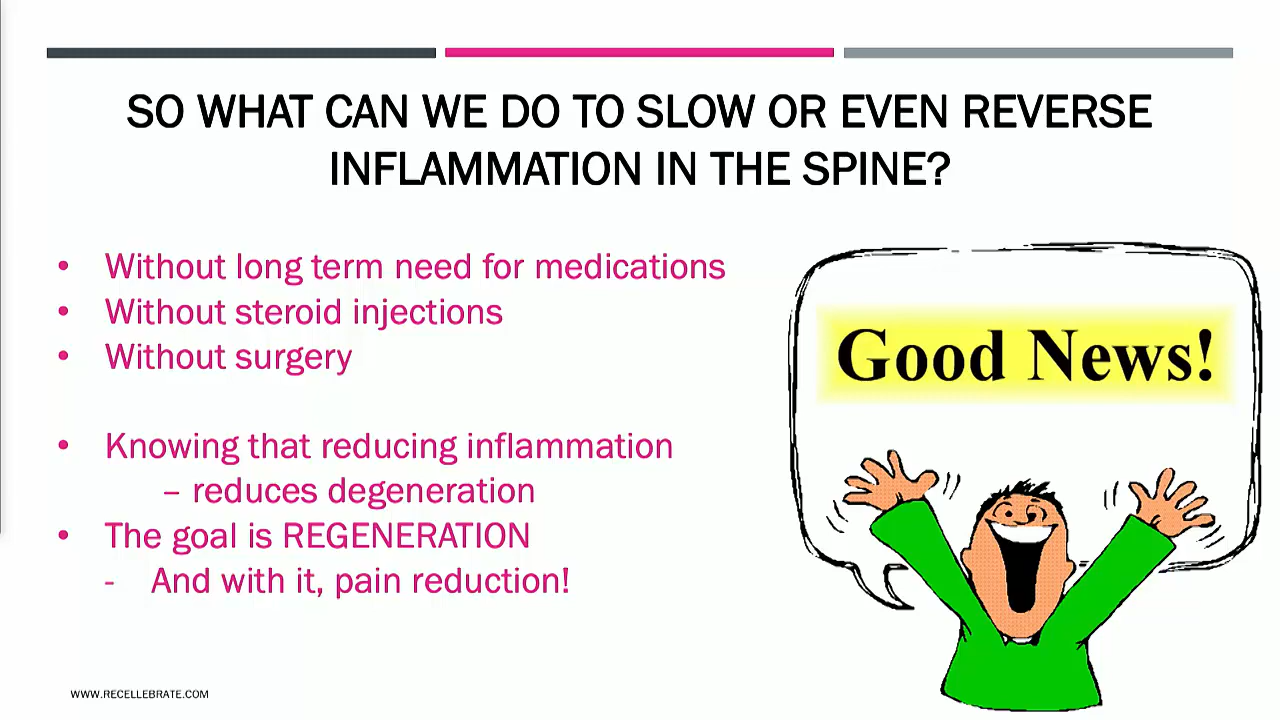 SO WHAT CAN WE DO TO SLOW OR EVEN REVERSE
INFLAMMATION IN THE SPINE?
• Without long term need for medications
• Without steroid injections
• Without surgery
• Knowing that reducing inflammation
– reduces degeneration
• The goal is REGENERATION
- And with it, pain reduction!
Good News!
WWW.RECELLEBRATE.COM